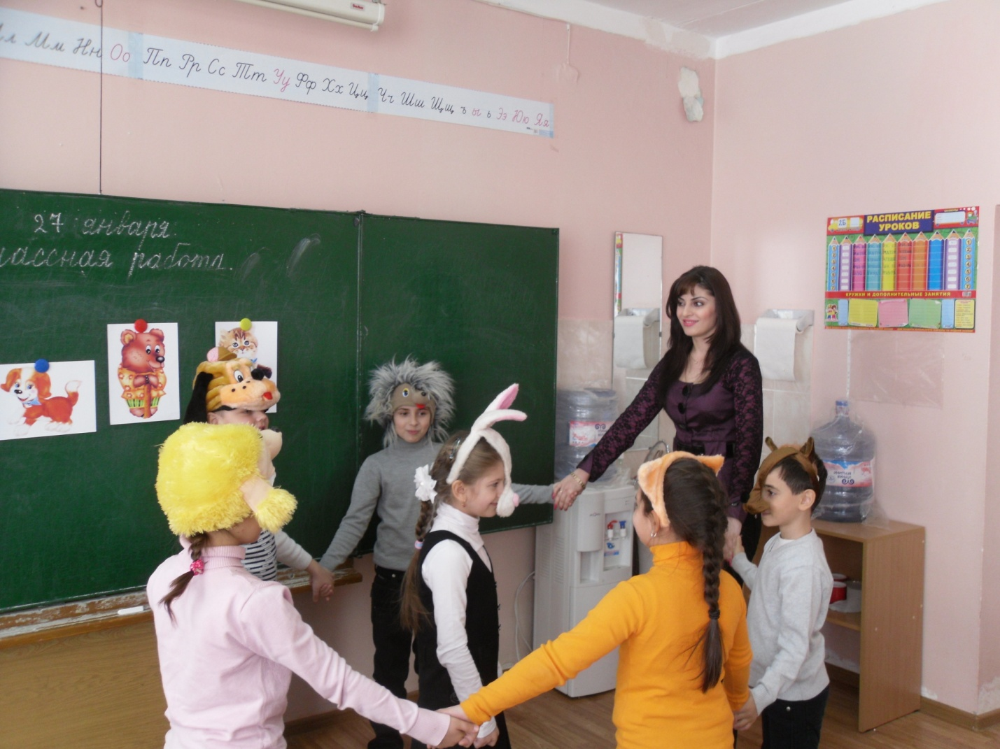 Мм Нн Оо Пп Рр Сс Тт Уу Фф Хх Цц Чч Шш Щщ ъ ы ь Ээ Юю Яя
27 января.
классная работа.
РАСПИСАНИЕ
УРОКОВ
КРУЖКИ И ДОПОЛНИТЕЛЬНЫЕ ЗАНЯТИЯ